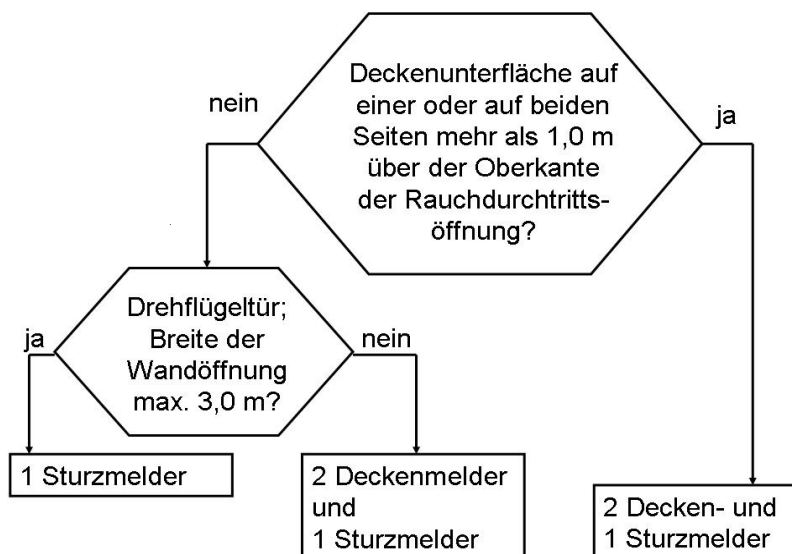 Deckenunterfläche auf
einer oder auf beiden
Seiten mehr als 1,0 m
über der Oberkante
der Rauchdurchtritts-
öffnung?
nein
ja
Drehflügeltür;
Breite der
Wandöffnung
max. 3,0 m?
ja
nein
1 Sturzmelder
2 Deckenmelder
und
1 Sturzmelder
2 Decken- und
1 Sturzmelder